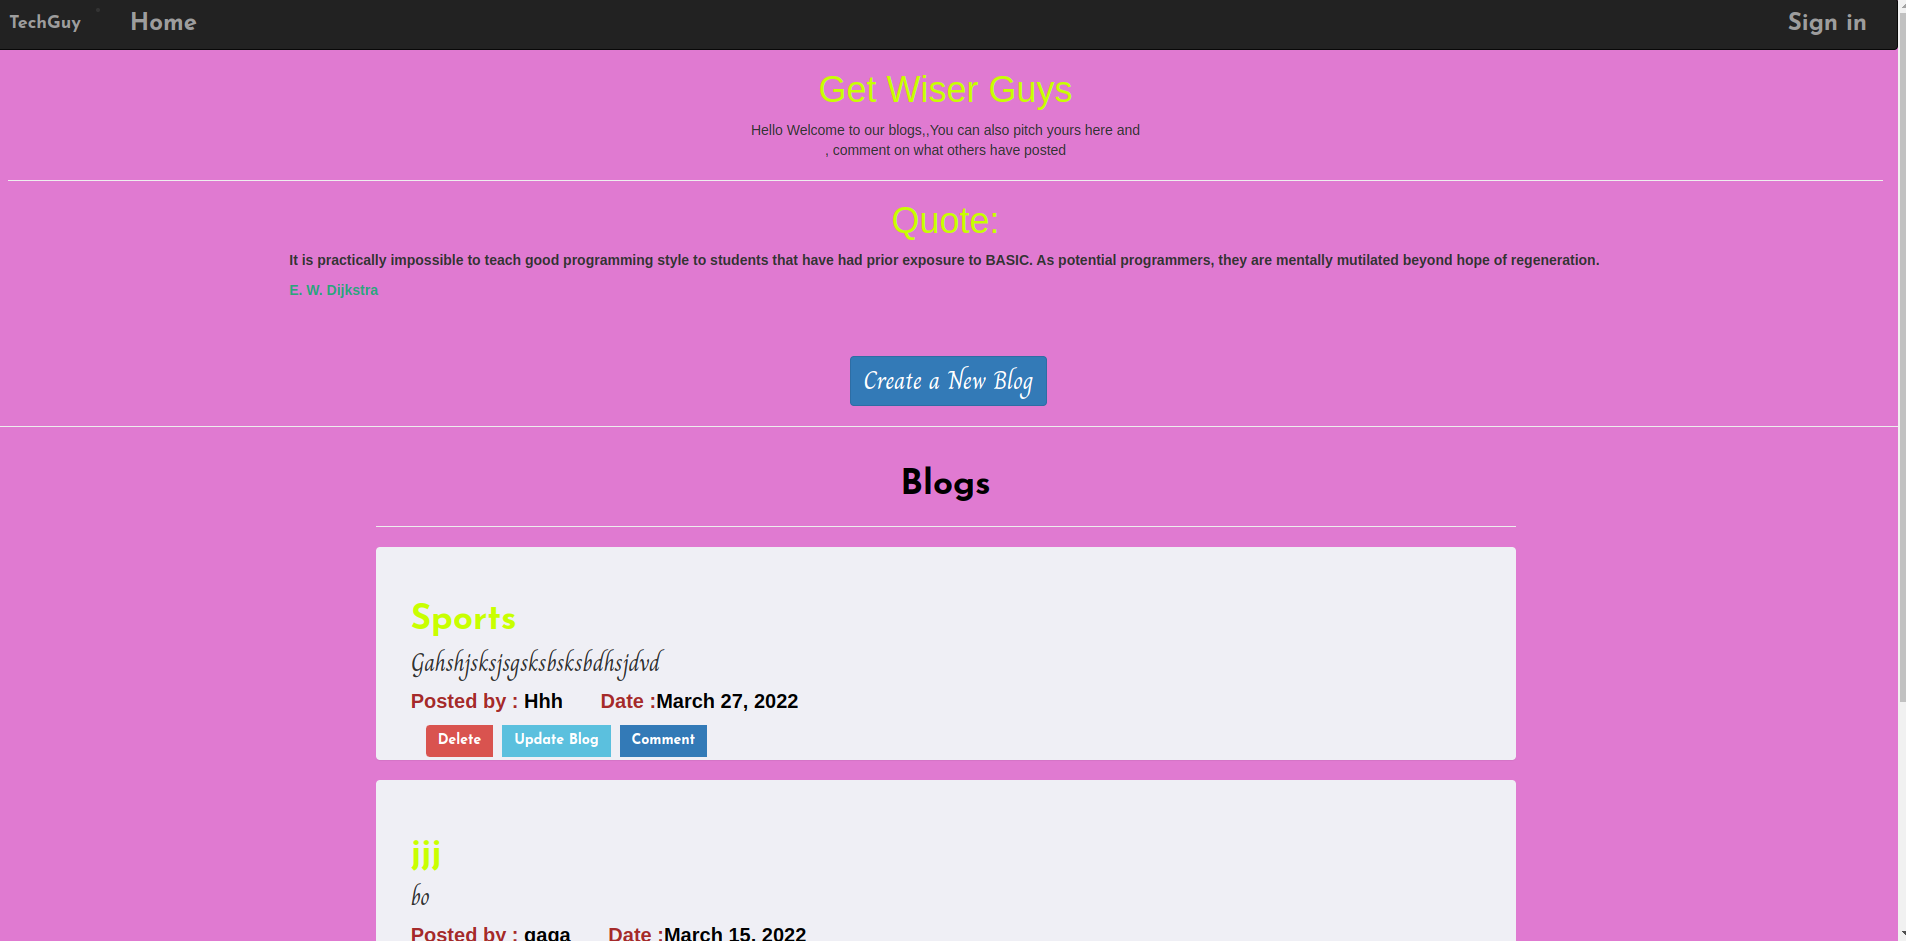 TechGuy Home Sign in
Get Wiser Guys
Hello Welcome to our blogs,,You can also pitch yours here and
, comment on what others have posted
Quote:
It is practically impossible to teach good programming style to students that have had prior exposure to BASIC. As potential programmers, they are mentally mutilated beyond hope of regeneration.
E. W. Dijkstra
Create a New Blog
Blogs
Sports
Gahshjsksjsgsksbsksbdhsjdvd
Posted by : Hhh Date :March 27, 2022
Delete Update Blog Comment
jjj
bo
Posted by : gaga Date :March 15, 2022